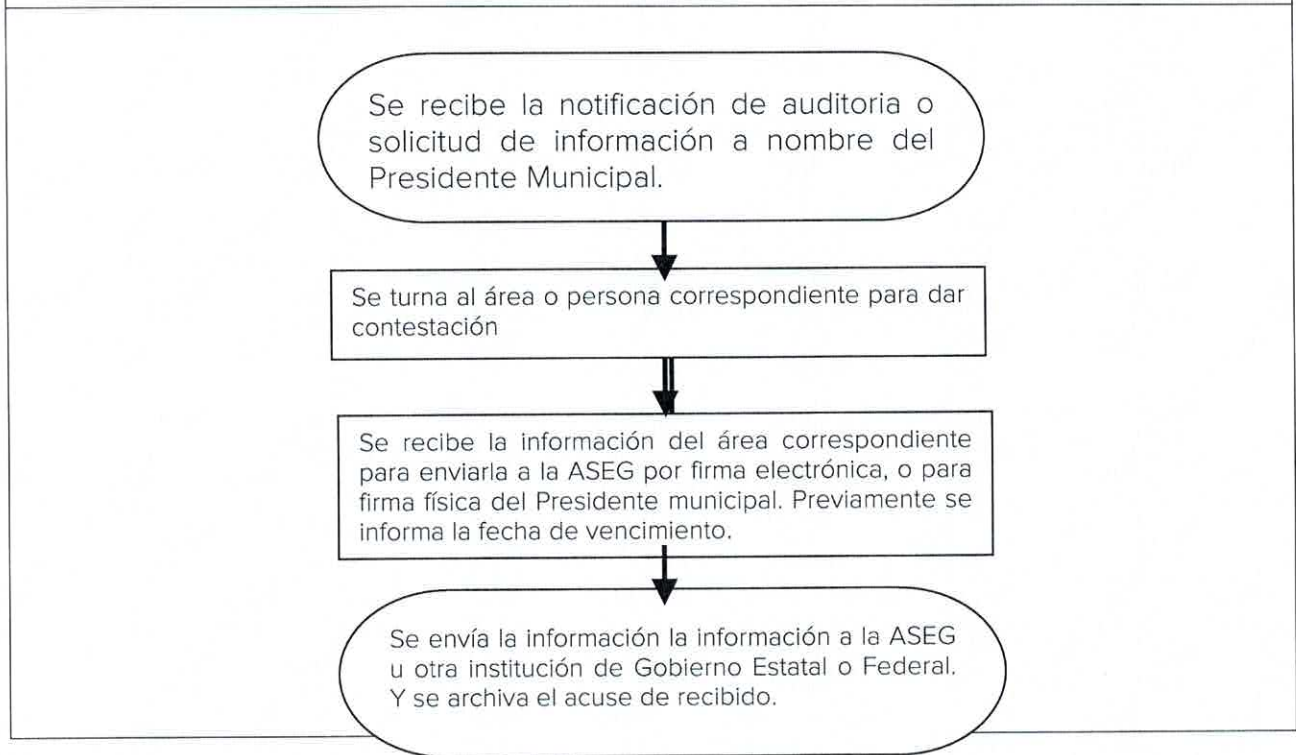 Se recibe la notificación de auditoria o
solicitud de información a nombre del
Presidente Municipal.
Se turna al área o persona correspondiente para dar
contestación
Se recibe la información del área correspondiente
para enviarla a la ASEG por firma electrónica, o para
firma física del Presidente municipal. Previamente se
informa la fecha de vencimiento.
Se envía la información la información a la ASEG
u otra institución de Gobierno Estatal o Federal.
Y se archiva el acuse de recibido.